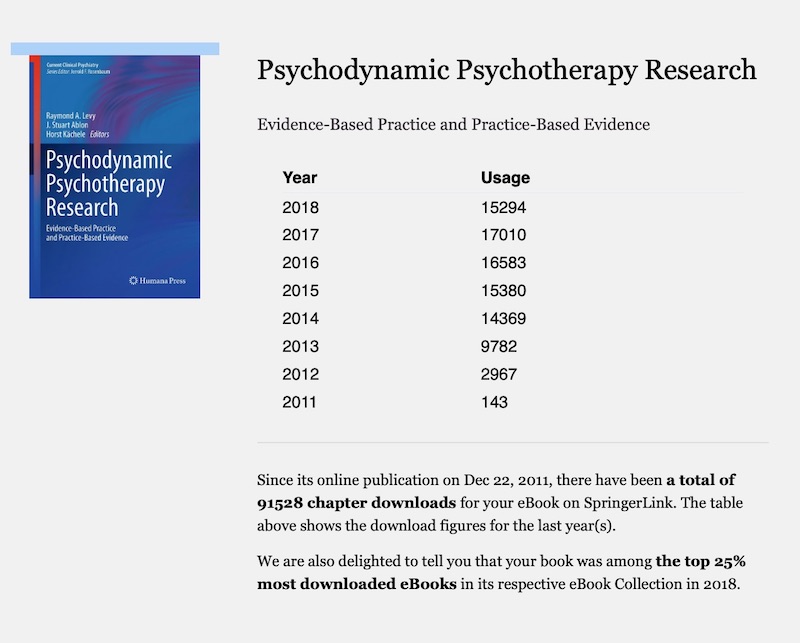 Current Clinical Psychiatry
Series Editor: Jerrold F. Rosenbaum
Raymond A. Levy
J. Stuart Ablon
Horst Kächele Editors
Psychodynamic
Psychotherapy
Research
Evidence-Based Practice
and Practice-Based Evidence
Humana Press
Psychodynamic Psychotherapy Research
Evidence-Based Practice and Practice-Based Evidence
Year Usage
2018 15294
2017 17010
2016 16583
2015 15380
2014 14369
2013 9782
2012 2967
2011 143
Since its online publication on Dec 22, 2011, there have been a total of
91528 chapter downloads for your eBook on SpringerLink. The table
above shows the download figures for the last year(s).
We are also delighted to tell you that your book was among the top 25%
most downloaded eBooks in its respective eBook Collection in 2018.